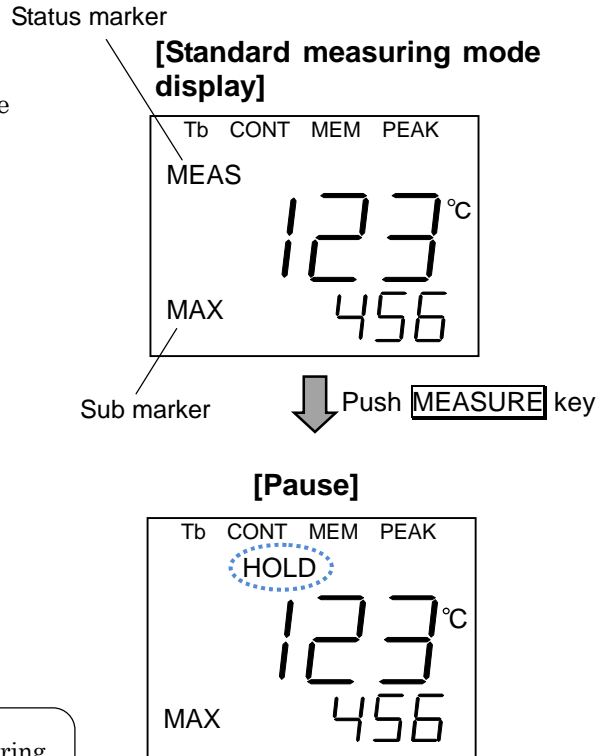 Status marker
[Standard measuring mode
display]
e
Tb CONT MEM PEAK
MEAS
123 °C
MAX 456
Sub marker
Push MEASURE key
[Pause]
Tb CONT MEM PEAK
HOLD
123 °C
MAX 456
ring